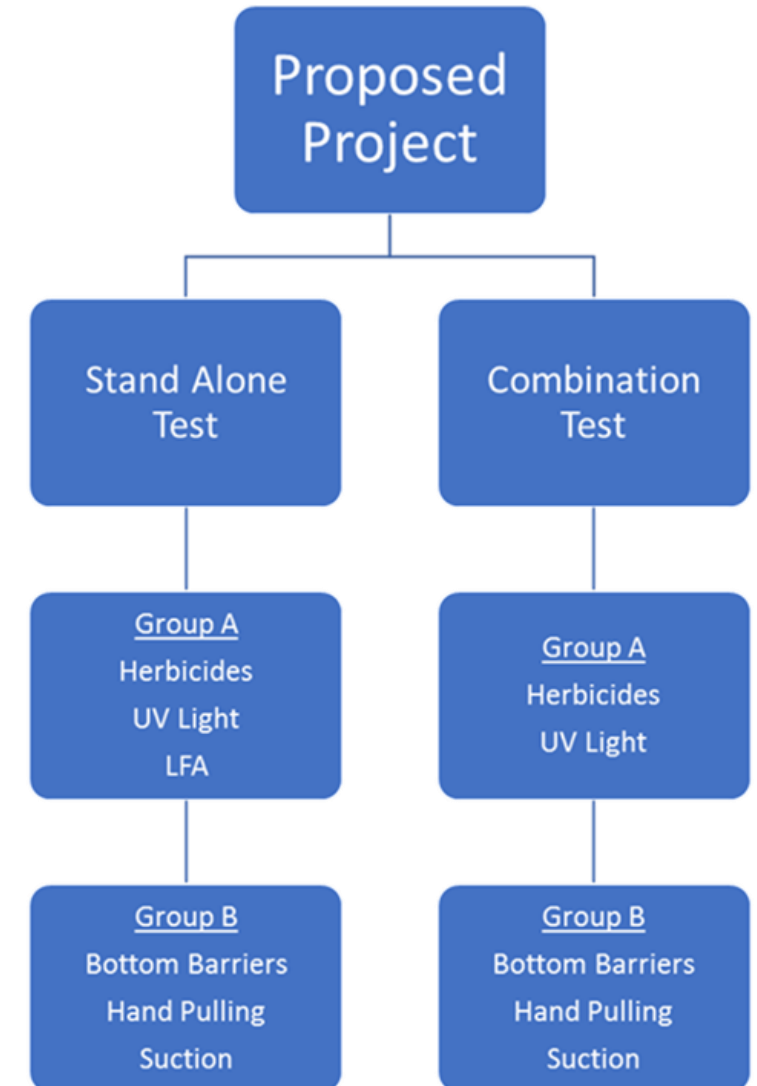 Proposed
Project
Stand Alone
Test
Combination
Test
Group A
Herbicides
UV Light
LFA
Group A
Herbicides
UV Light
Group B
Bottom Barriers
Hand Pulling
Suction
Group B
Bottom Barriers
Hand Pulling
Suction